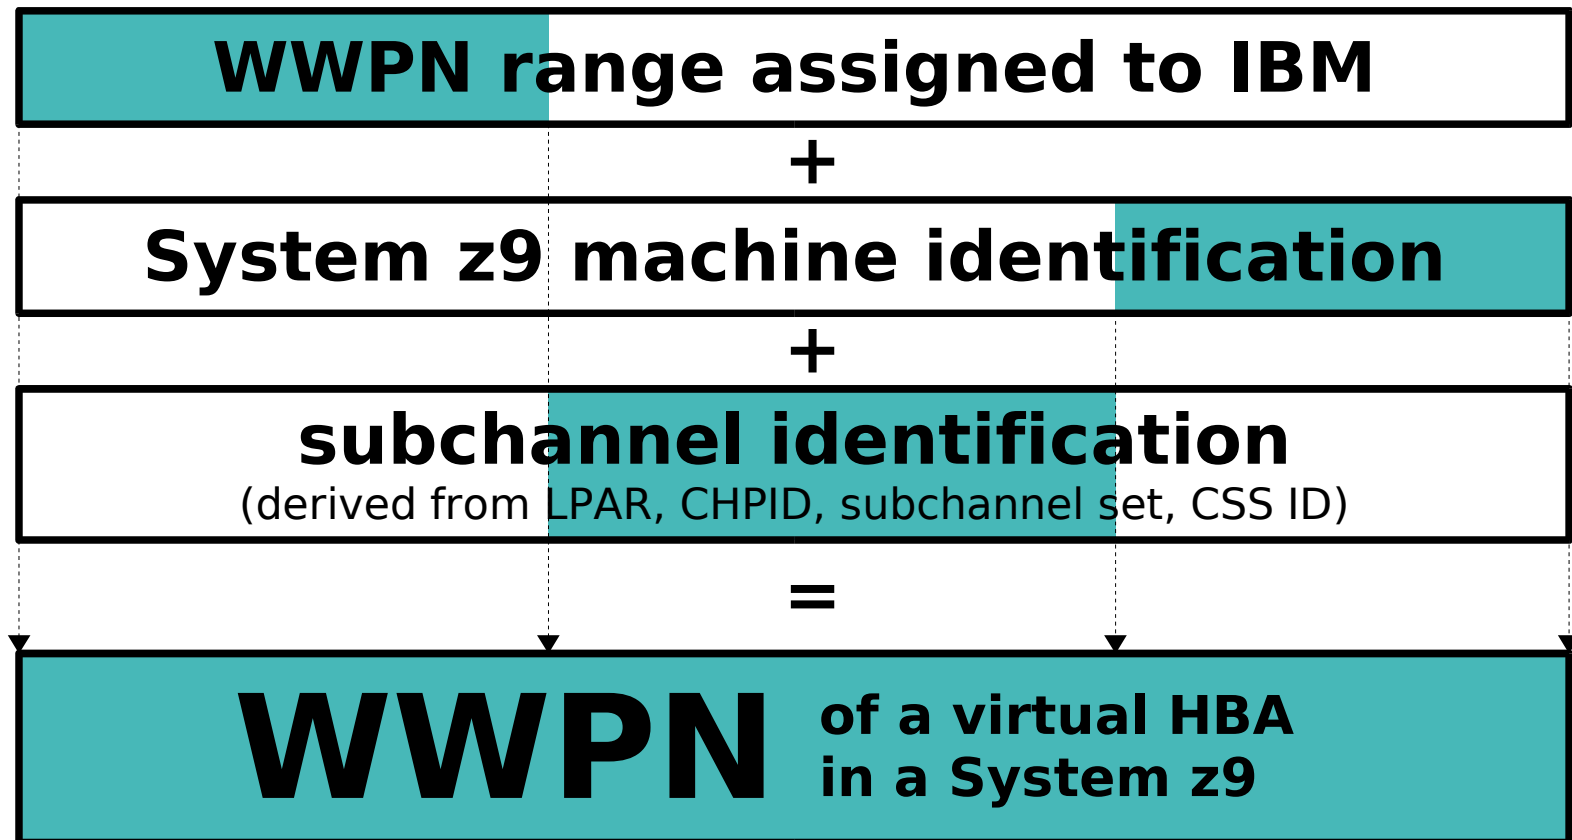 WWPN range assigned to IBM
+
System z9 machine identification
+
subchannel identification
(derived from LPAR, CHPID, subchannel set, CSS ID)
=
WWPN
of a virtual HBA
in a System z9